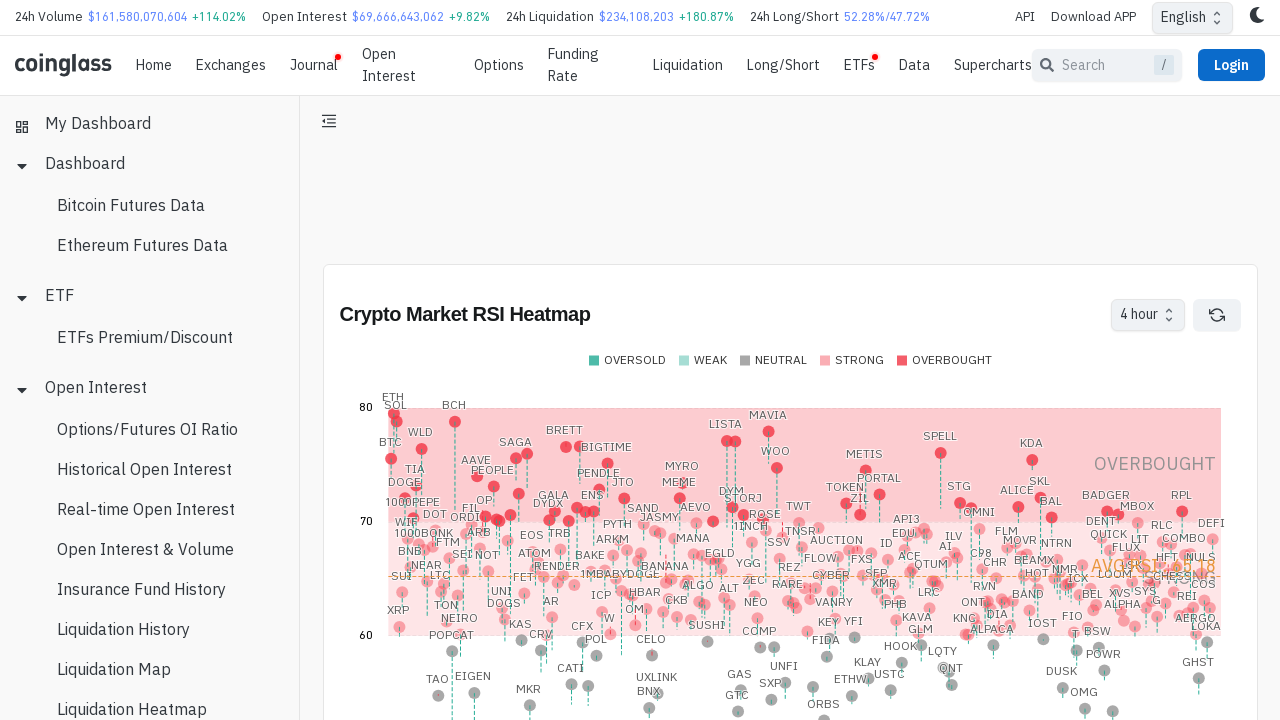 24h Volume $161,580,070,604 +114.02% Open Interest $69,666,643,062 +9.82% 24h Liquidation $234,108,203 +180.87% 24h Long/Short 52.28%/47.72% API Download APP English
coinglass Home Exchanges Journal Open Interest Options Funding Rate Liquidation Long/Short ETFs Data Supercharts Search / Login
My Dashboard
Dashboard
Bitcoin Futures Data
Ethereum Futures Data
ETF
ETFs Premium/Discount
Open Interest
Options/Futures OI Ratio
Historical Open Interest
Real-time Open Interest
Open Interest & Volume
Insurance Fund History
Liquidation History
Liquidation Map
Liquidation Heatmap
Crypto Market RSI Heatmap 4 hour
OVERSOLD WEAK NEUTRAL STRONG OVERBOUGHT
ETH
80 SOL BCH
MAVIA
WLD LISTA
BTC SAGA BRETT BIGTIME WOO METIS SPELL KDA
OVERBOUGHT
TIA AAVE PEOPLE PENDLE MYRO
DOGE JTO MEME TOKEN PORTAL STG ALICE SKL
1000PEPE OP GALA ENS DYM STORJ ZIL BAL BADGER RPL
FIL DYDX SAND AEVO TWT OMNI MBOX
70 WIF ORDI PYTH JASMY ROSE API3 DENT DEFI
1000BONK ARB EOS TRB 1INCH TNSR EDU FLM QUICK LIT RLC
FTM ARKM MANA SSV AUCTION ID ILV MOVR NTRN FLUX COMBO
BNB SEI NOT ATOM BAKE EGLD FLOW ACF AI C98 HFT NULS
NEAR RENDER BANANA YGG REZ FXS QTUM CHR BEAMX NMR
SUI LTC FET 1MBABYDOGE ZEC CYBER SFP HOT ICX LOOM
UNI HBAR ALGO ALT RARE XMR LRC RVN BAND BEL XVS SYS COS
TON DOGS AR ICP CKB NEO VANRY PHB ONT DIA ALPHA G REI
XRP NEIRO OM KAVA KNC FIO AERGO
60 POPCAT KAS CRV CFX W SUSHI COMP KEY YFI GLM ALPACA IOST T BSW LOKA
POL CELO FIDA HOOK
TAO EIGEN CATI UNFI KLAY LQTY POWR GHST
MKR UXLINK GAS SXP ETHW USTC QNT DUSK
BNX GTC ORBS OMG